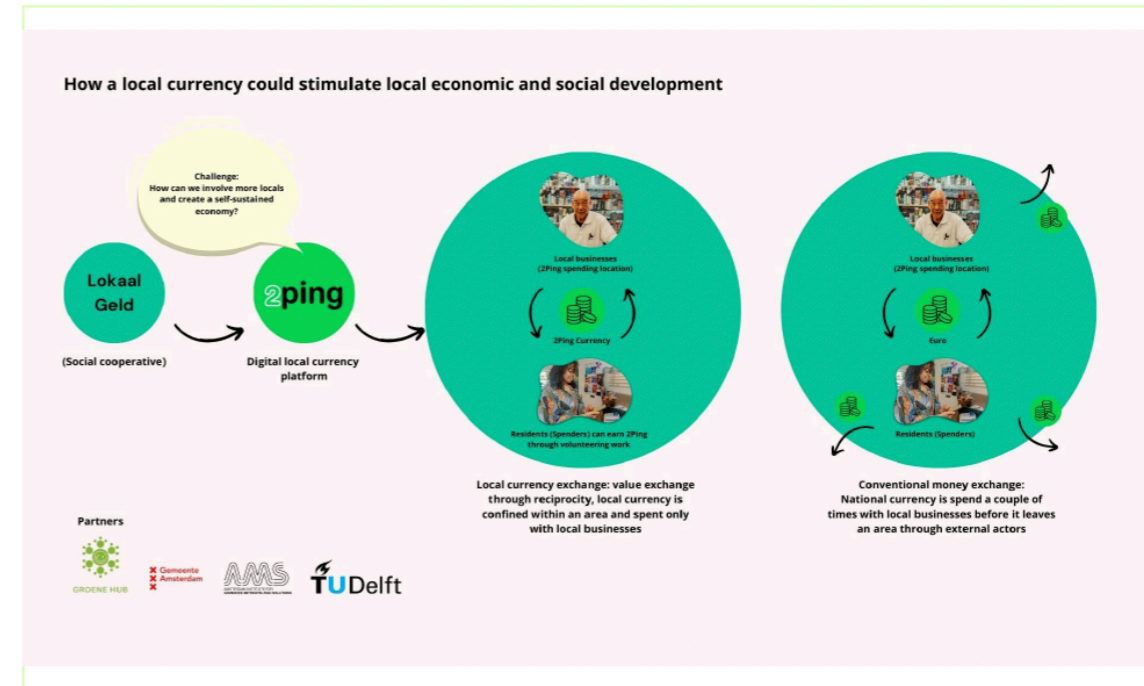 How a local currency could stimulate local economic and social development
Challenge:
How can we involve more locals
and create a self-sustained
economy?
Lokaal
Geld
(Social cooperative)
2ping
Digital local currency
platform
Local businesses
(2Ping spending location)
2Ping Currency
Residents (Spenders) can earn 2Ping
through volunteering work
Local currency exchange: value exchange
through reciprocity, local currency is
confined within an area and spent only
with local businesses
Local businesses
(2Ping spending location)
Euro
Residents (Spenders)
Conventional money exchange:
National currency is spend a couple of
times with local businesses before it leaves
an area through external actors
Partners
GROENE HUB
Gemeente
Amsterdam
AMS
TUDelft